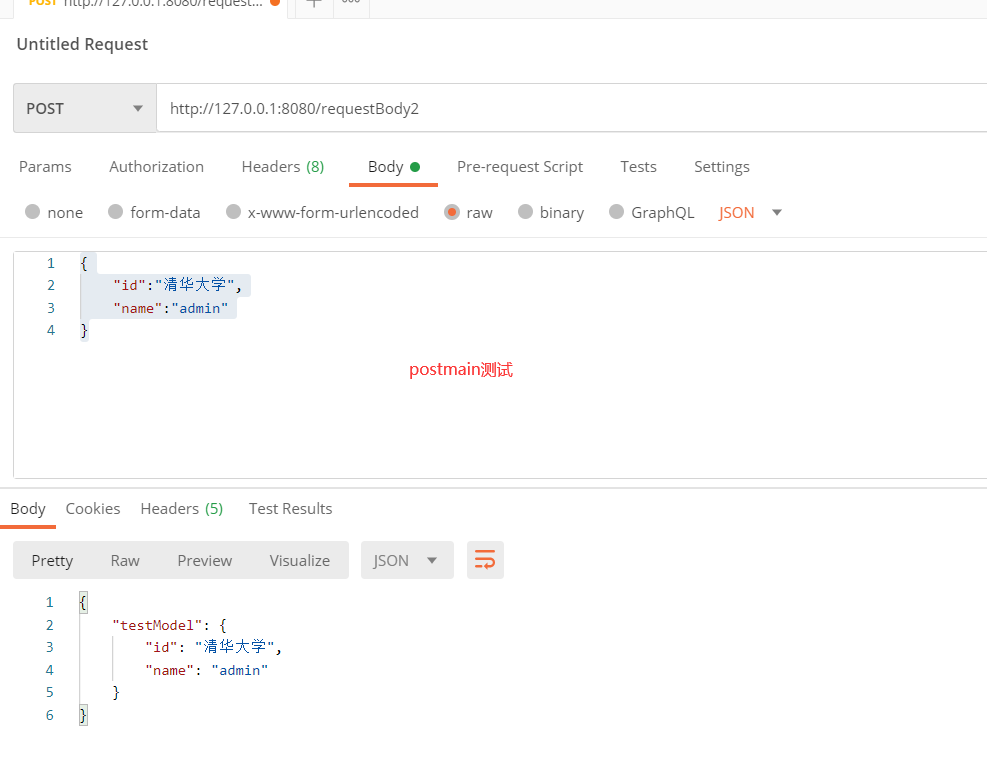 POST http://127.0.0.1:8080/request...
Untitled Request
POST http://127.0.0.1:8080/requestBody2
Params Authorization Headers (8) Body Pre-request Script Tests Settings
none form-data x-www-form-urlencoded raw binary GraphQL JSON
1 {
2 "id":"清华大学",
3 "name":"admin"
4 }
postmain测试
Body Cookies Headers (5) Test Results
Pretty Raw Preview Visualize JSON
1 {
2 "testModel": {
3 "id": "清华大学",
4 "name": "admin"
5 }
6 }